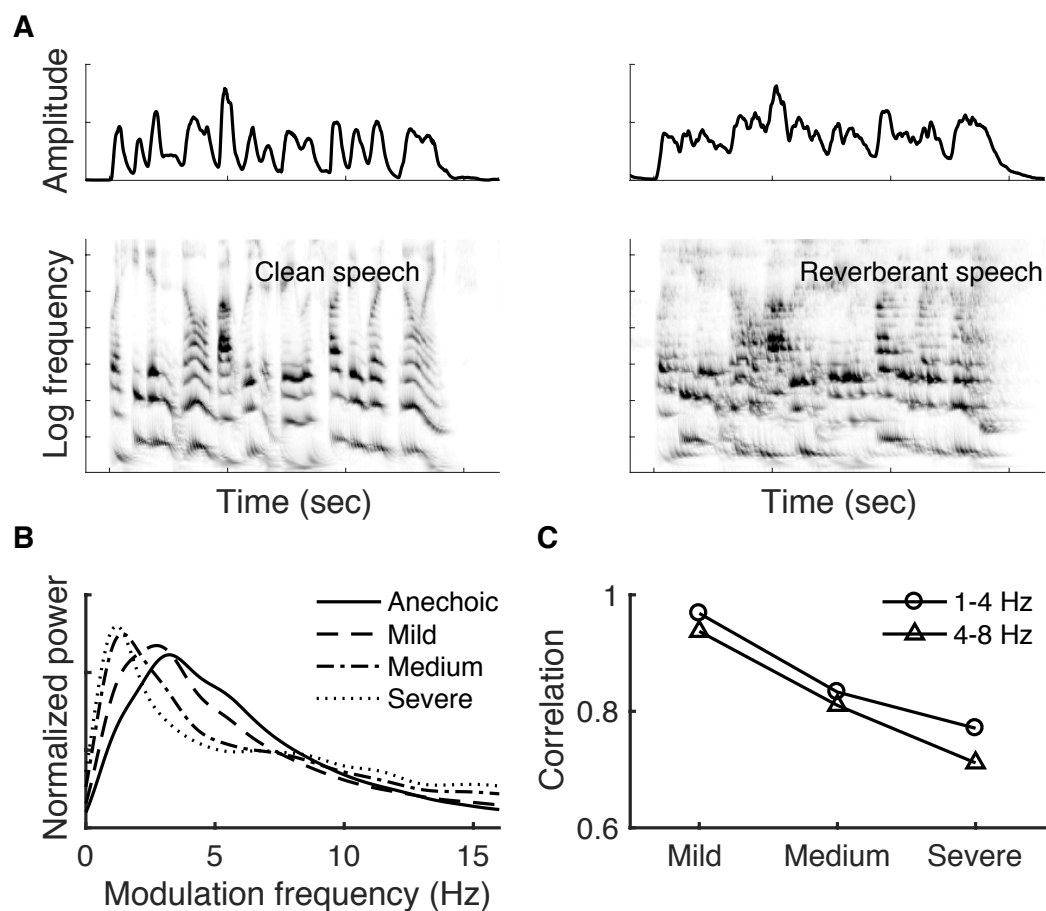 A
Amplitude
Log frequency
Clean speech
Reverberant speech
Time (sec)
Time (sec)
B
Normalized power
Anechoic
Mild
Medium
Severe
0
5
10
15
Modulation frequency (Hz)
C
Correlation
1
0.8
0.6
1-4 Hz
4-8 Hz
Mild
Medium
Severe